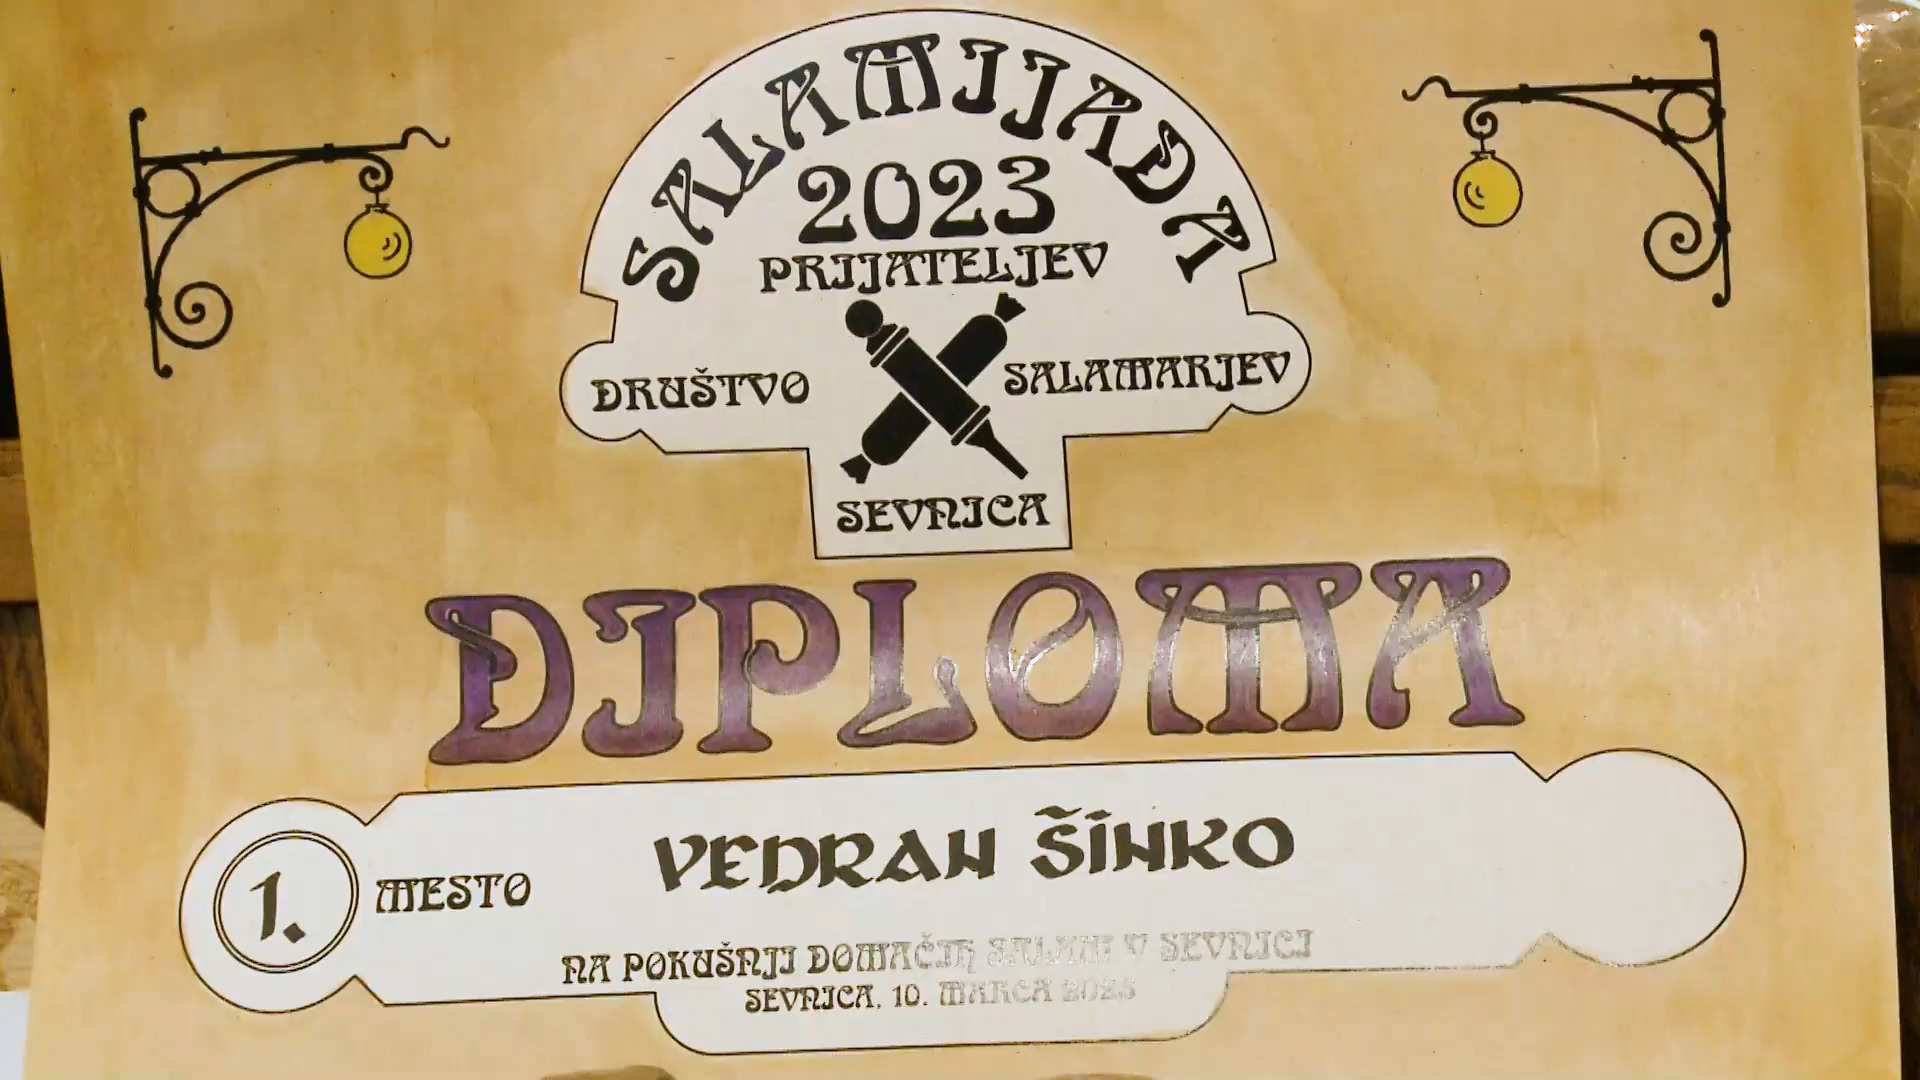 SALAMIJADA
2023
PRIJATELJEV
DRUŠTVO SALAMARJEV
SEVNICA
DIPLOMA
1. MESTO VEDRAN ŠINKO
NA POKUŠNJI DOMAČIH SALAM V SEVNICI
SEVNICA, 10. MARCA 2023